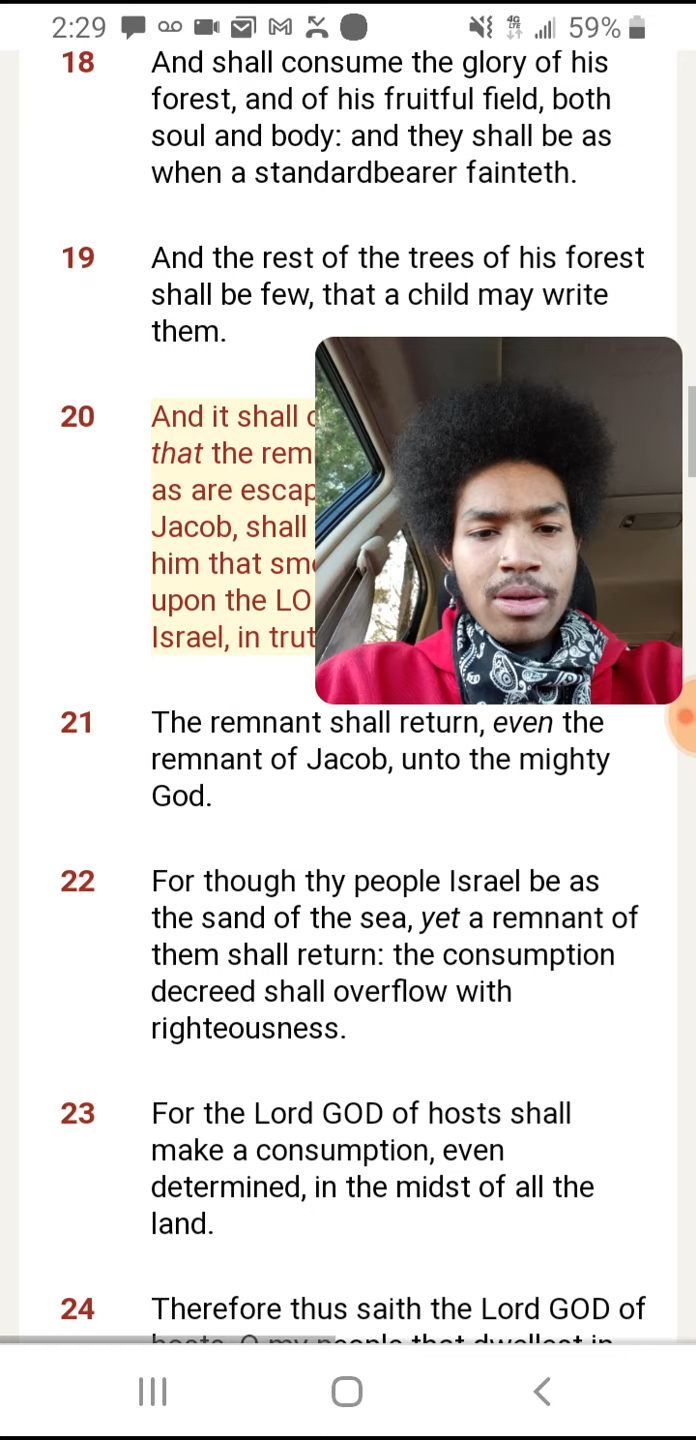 2:29 59%
4G
LTE
18 And shall consume the glory of his
forest, and of his fruitful field, both
soul and body: and they shall be as
when a standardbearer fainteth.
19 And the rest of the trees of his forest
shall be few, that a child may write
them.
20 And it shall
that the rem
as are escap
Jacob, shall
him that sm
upon the LO
Israel, in trut
21 The remnant shall return, even the
remnant of Jacob, unto the mighty
God.
22 For though thy people Israel be as
the sand of the sea, yet a remnant of
them shall return: the consumption
decreed shall overflow with
righteousness.
23 For the Lord GOD of hosts shall
make a consumption, even
determined, in the midst of all the
land.
24 Therefore thus saith the Lord GOD of